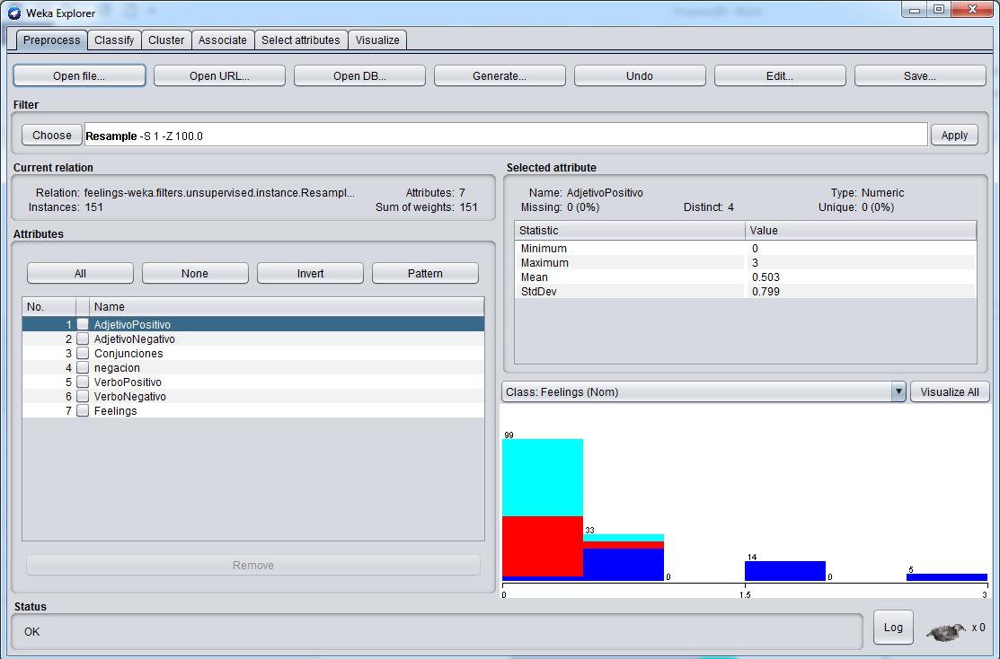 Weka Explorer
Preprocess Classify Cluster Associate Select attributes Visualize
Open file... Open URL... Open DB... Generate... Undo Edit... Save...
Filter
Choose Resample -S 1 -Z 100.0 Apply
Current relation
Relation: feelings-weka.filters.unsupervised.instance.Resampl... Attributes: 7
Instances: 151 Sum of weights: 151
Attributes
All None Invert Pattern
No. Name
1 AdjetivoPositivo
2 AdjetivoNegativo
3 Conjunciones
4 negacion
5 VerboPositivo
6 VerboNegativo
7 Feelings
Remove
Selected attribute
Name: AdjetivoPositivo Type: Numeric
Missing: 0 (0%) Distinct: 4 Unique: 0 (0%)
Statistic Value
Minimum 0
Maximum 3
Mean 0.503
StdDev 0.799
Class: Feelings (Nom) Visualize All
99
33
0
14
0
5
0 1.5 3
Status
OK
Log x 0